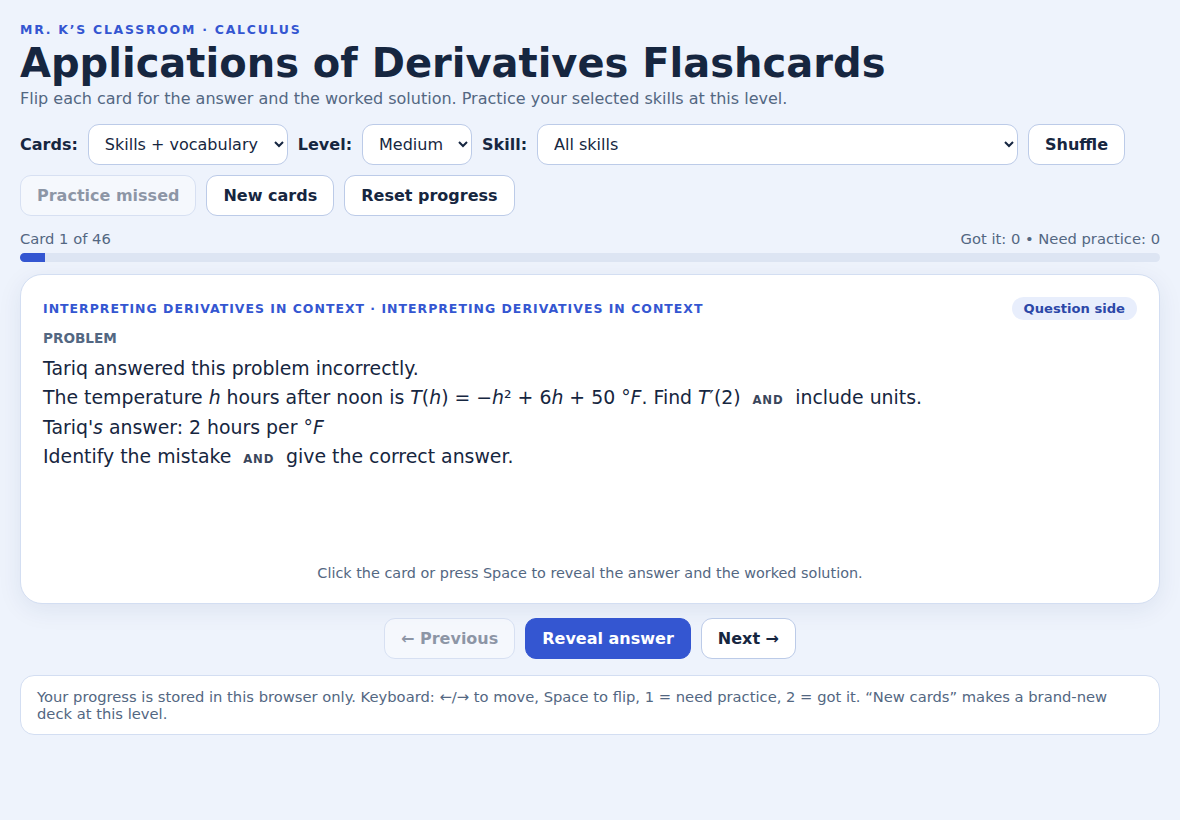 MR. K’S CLASSROOM · CALCULUS
Applications of Derivatives Flashcards
Flip each card for the answer and the worked solution. Practice your selected skills at this level.
Cards: Skills + vocabulary Level: Medium Skill: All skills Shuffle
Practice missed New cards Reset progress
Card 1 of 46 Got it: 0 • Need practice: 0
INTERPRETING DERIVATIVES IN CONTEXT · INTERPRETING DERIVATIVES IN CONTEXT Question side
PROBLEM
Tariq answered this problem incorrectly.
The temperature h hours after noon is T(h) = −h² + 6h + 50 °F. Find T′(2) AND include units.
Tariq's answer: 2 hours per °F
Identify the mistake AND give the correct answer.
Click the card or press Space to reveal the answer and the worked solution.
← Previous Reveal answer Next →
Your progress is stored in this browser only. Keyboard: ←/→ to move, Space to flip, 1 = need practice, 2 = got it. “New cards” makes a brand-new
deck at this level.